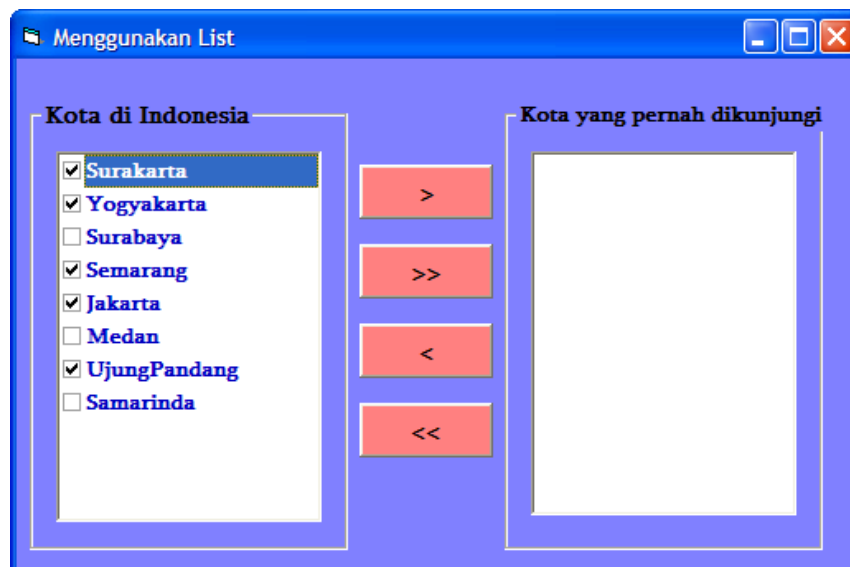 Menggunakan List
Kota di Indonesia
Surakarta
Yogyakarta
Surabaya
Semarang
Jakarta
Medan
UjungPandang
Samarinda
>
>>
<
<<
Kota yang pernah dikunjungi